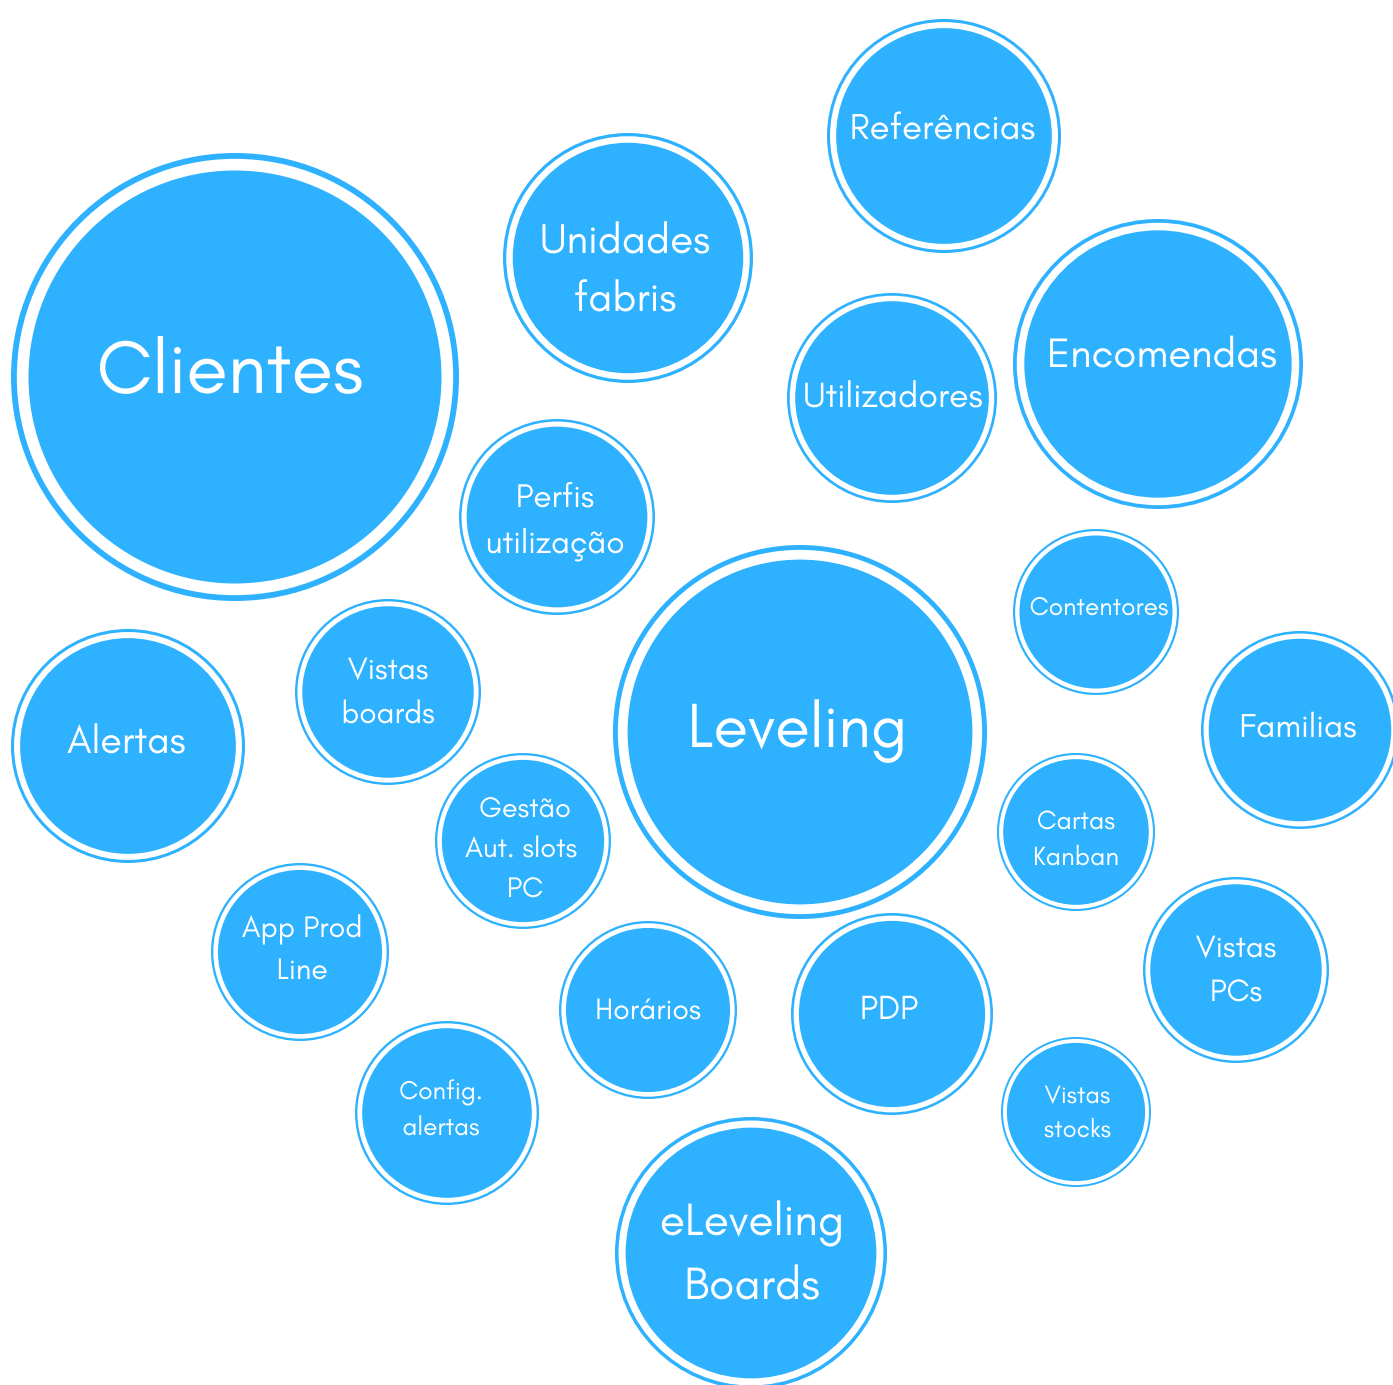 Referências
Unidades
fabris
Clientes
Utilizadores
Encomendas
Perfis
utilização
Contentores
Vistas
boards
Alertas
Leveling
Familias
Gestão
Aut. slots
PC
Cartas
Kanban
App Prod
Line
Vistas
PCs
Horários
PDP
Config.
alertas
Vistas
stocks
eLeveling
Boards